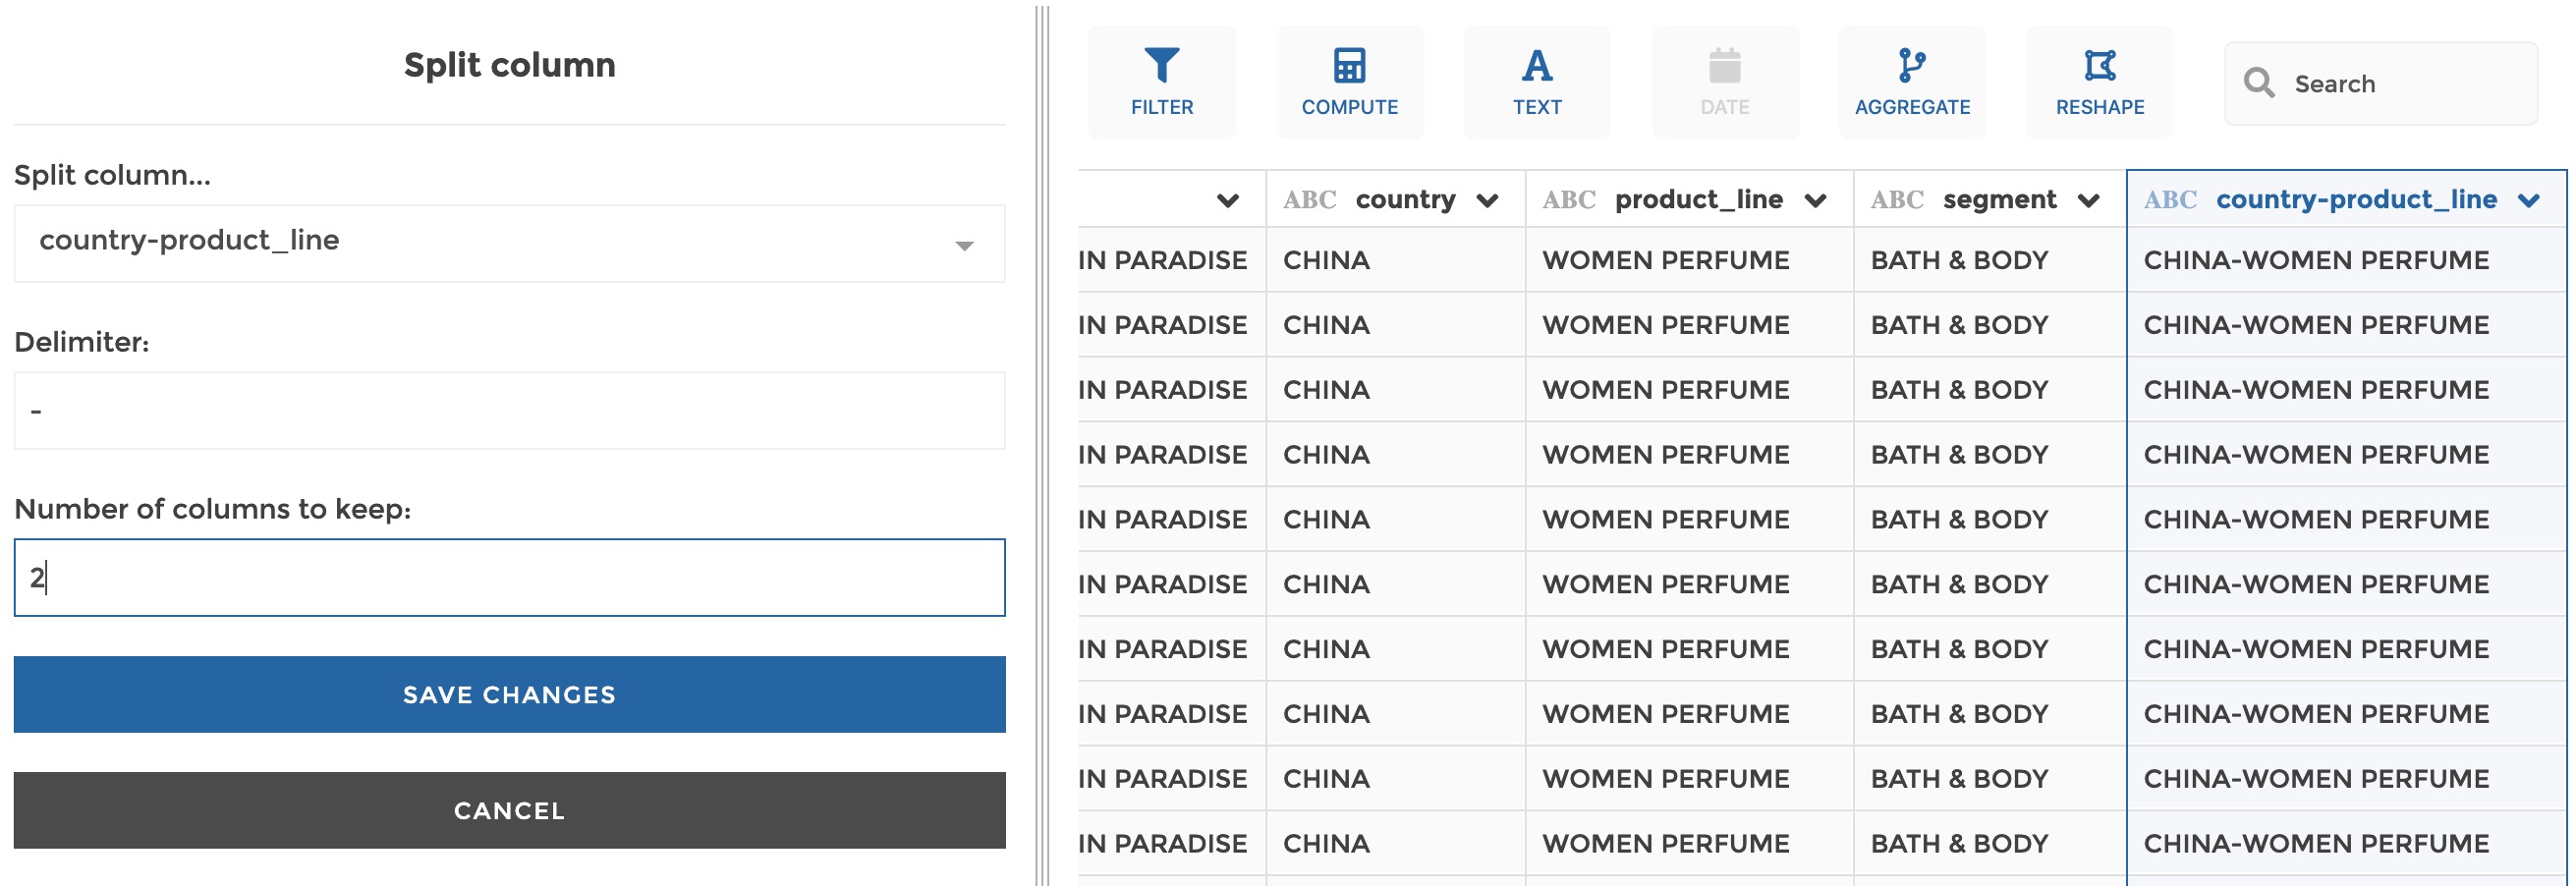 Split column
Split column...
country-product_line
Delimiter:
-
Number of columns to keep:
2
SAVE CHANGES
CANCEL
FILTER COMPUTE TEXT DATE AGGREGATE RESHAPE Search
ABC country ABC product_line ABC segment ABC country-product_line
IN PARADISE CHINA WOMEN PERFUME BATH & BODY CHINA-WOMEN PERFUME
IN PARADISE CHINA WOMEN PERFUME BATH & BODY CHINA-WOMEN PERFUME
IN PARADISE CHINA WOMEN PERFUME BATH & BODY CHINA-WOMEN PERFUME
IN PARADISE CHINA WOMEN PERFUME BATH & BODY CHINA-WOMEN PERFUME
IN PARADISE CHINA WOMEN PERFUME BATH & BODY CHINA-WOMEN PERFUME
IN PARADISE CHINA WOMEN PERFUME BATH & BODY CHINA-WOMEN PERFUME
IN PARADISE CHINA WOMEN PERFUME BATH & BODY CHINA-WOMEN PERFUME
IN PARADISE CHINA WOMEN PERFUME BATH & BODY CHINA-WOMEN PERFUME
IN PARADISE CHINA WOMEN PERFUME BATH & BODY CHINA-WOMEN PERFUME
IN PARADISE CHINA WOMEN PERFUME BATH & BODY CHINA-WOMEN PERFUME